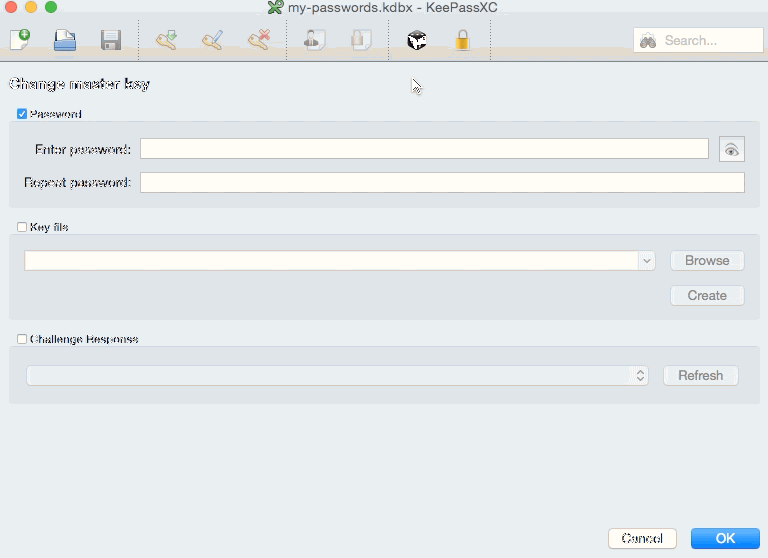 my-passwords.kdbx - KeePassXC
Search...
Change master key
Password
Enter password:
Repeat password:
Key file
Browse
Create
Challenge Response
Refresh
Cancel
OK